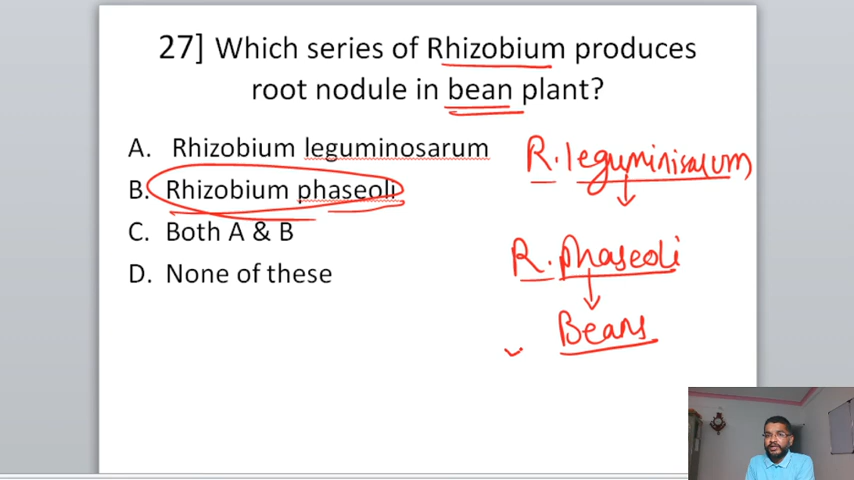 27] Which series of Rhizobium produces
root nodule in bean plant?
A. Rhizobium leguminosarum
B. Rhizobium phaseoli
C. Both A & B
D. None of these
R. leguminisarum
R. phaseoli
Beans